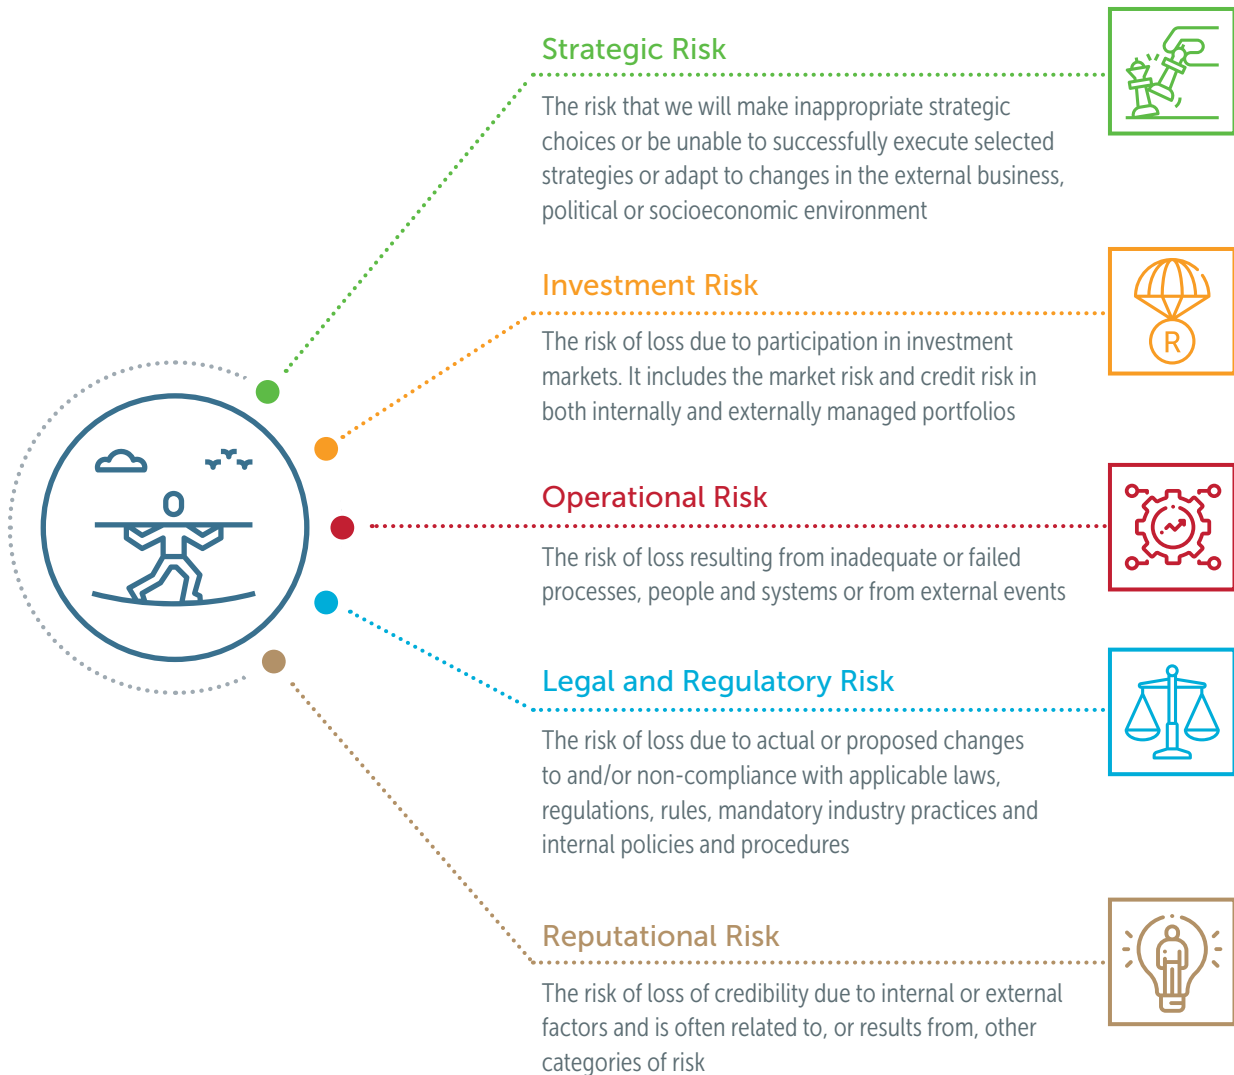 Strategic Risk
The risk that we will make inappropriate strategic
choices or be unable to successfully execute selected
strategies or adapt to changes in the external business,
political or socioeconomic environment
Investment Risk
The risk of loss due to participation in investment
markets. It includes the market risk and credit risk in
both internally and externally managed portfolios
R
Operational Risk
The risk of loss resulting from inadequate or failed
processes, people and systems or from external events
Legal and Regulatory Risk
The risk of loss due to actual or proposed changes
to and/or non-compliance with applicable laws,
regulations, rules, mandatory industry practices and
internal policies and procedures
Reputational Risk
The risk of loss of credibility due to internal or external
factors and is often related to, or results from, other
categories of risk